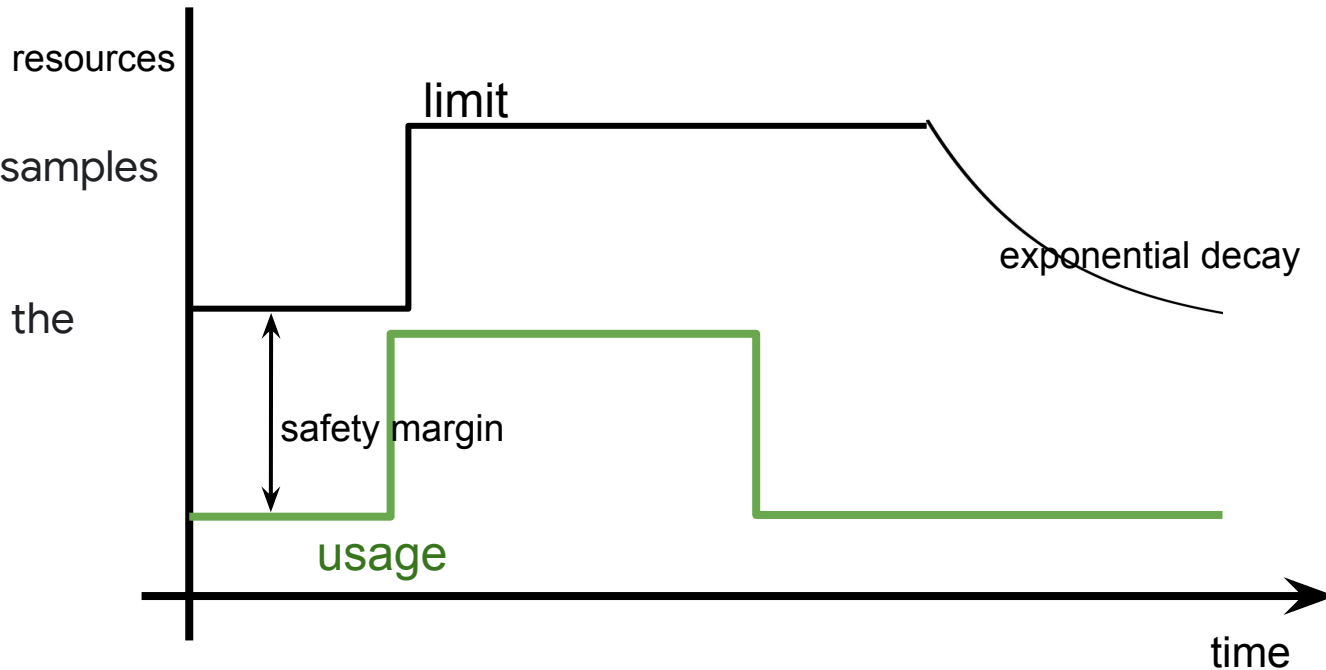 resources
limit
samples
exponential decay
the
safety margin
usage
time